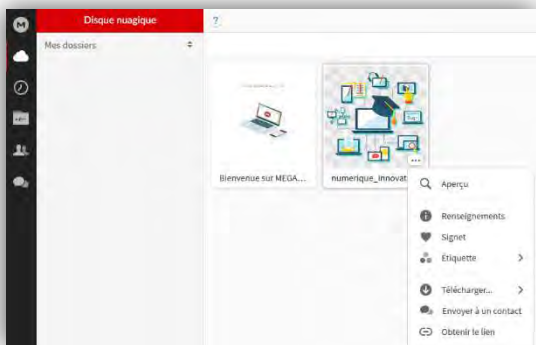 Disque nuagique
?
Mes dossiers
Bienvenue sur MEGA...
numerique_Innovat
Aperçu
Renseignements
Signet
Étiquette
Télécharger...
Envoyer à un contact
Obtenir le lien